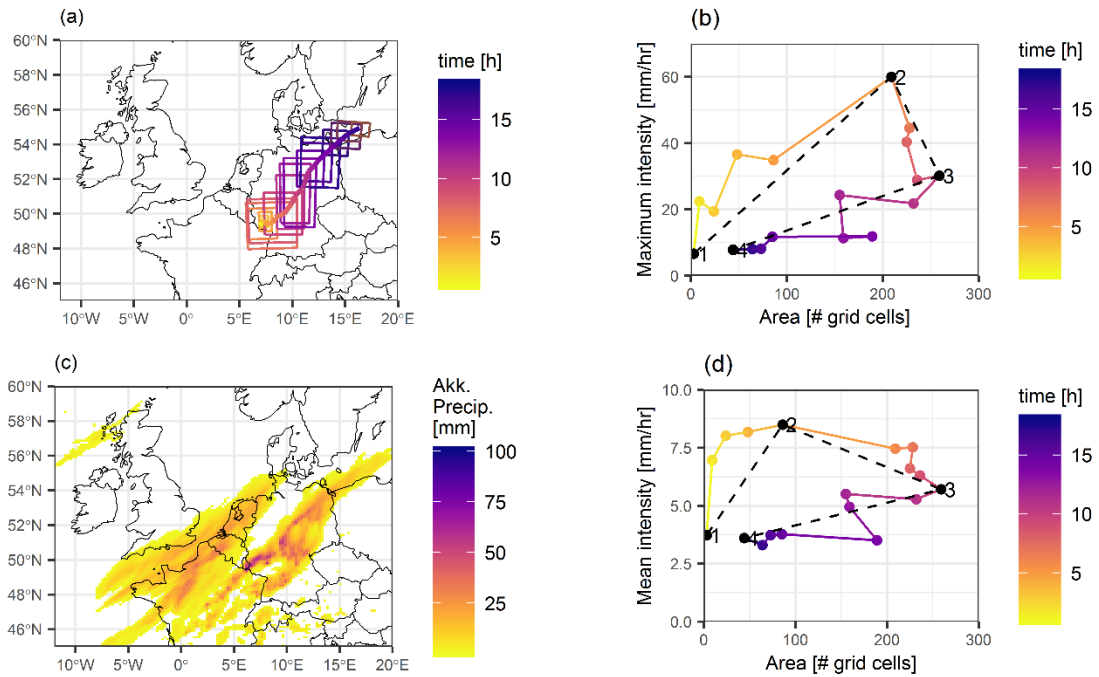 (a)
60°N
58°N
56°N
54°N
52°N
50°N
48°N
46°N
10°W 5°W 0° 5°E 10°E 15°E 20°E
time [h]
15
10
5
(b)
Maximum intensity [mm/hr]
60
40
20
0
1
2
3
4
0 100 200 300
Area [# grid cells]
time [h]
15
10
5
(c)
60°N
58°N
56°N
54°N
52°N
50°N
48°N
46°N
10°W 5°W 0° 5°E 10°E 15°E 20°E
Akk.
Precip.
[mm]
100
75
50
25
(d)
Mean intensity [mm/hr]
10.0
7.5
5.0
2.5
0.0
1
2
3
4
0 100 200 300
Area [# grid cells]
time [h]
15
10
5